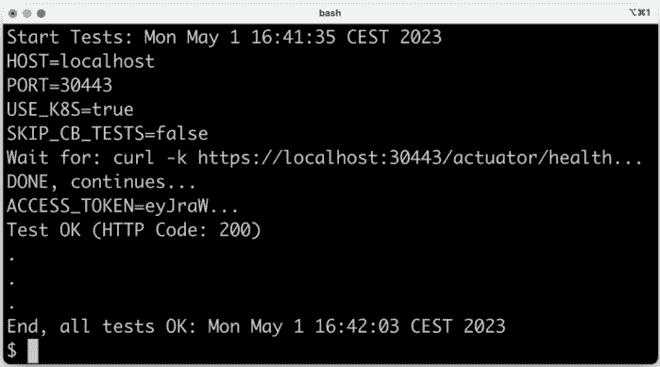 bash
⌥⌘1
Start Tests: Mon May 1 16:41:35 CEST 2023
HOST=localhost
PORT=30443
USE_K8S=true
SKIP_CB_TESTS=false
Wait for: curl -k https://localhost:30443/actuator/health...
DONE, continues...
ACCESS_TOKEN=eyJraW...
Test OK (HTTP Code: 200)
.
.
.
End, all tests OK: Mon May 1 16:42:03 CEST 2023
$